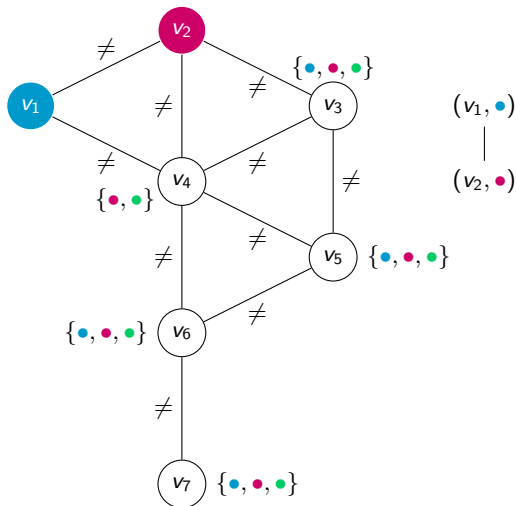 v2
≠
{•, •, •}
≠
v1
≠
v3
(v1, •)
≠
≠
v4
(v2, •)
{•, •}
≠
≠
v5
{•, •, •}
≠
≠
{•, •, •}
v6
≠
v7
{•, •, •}